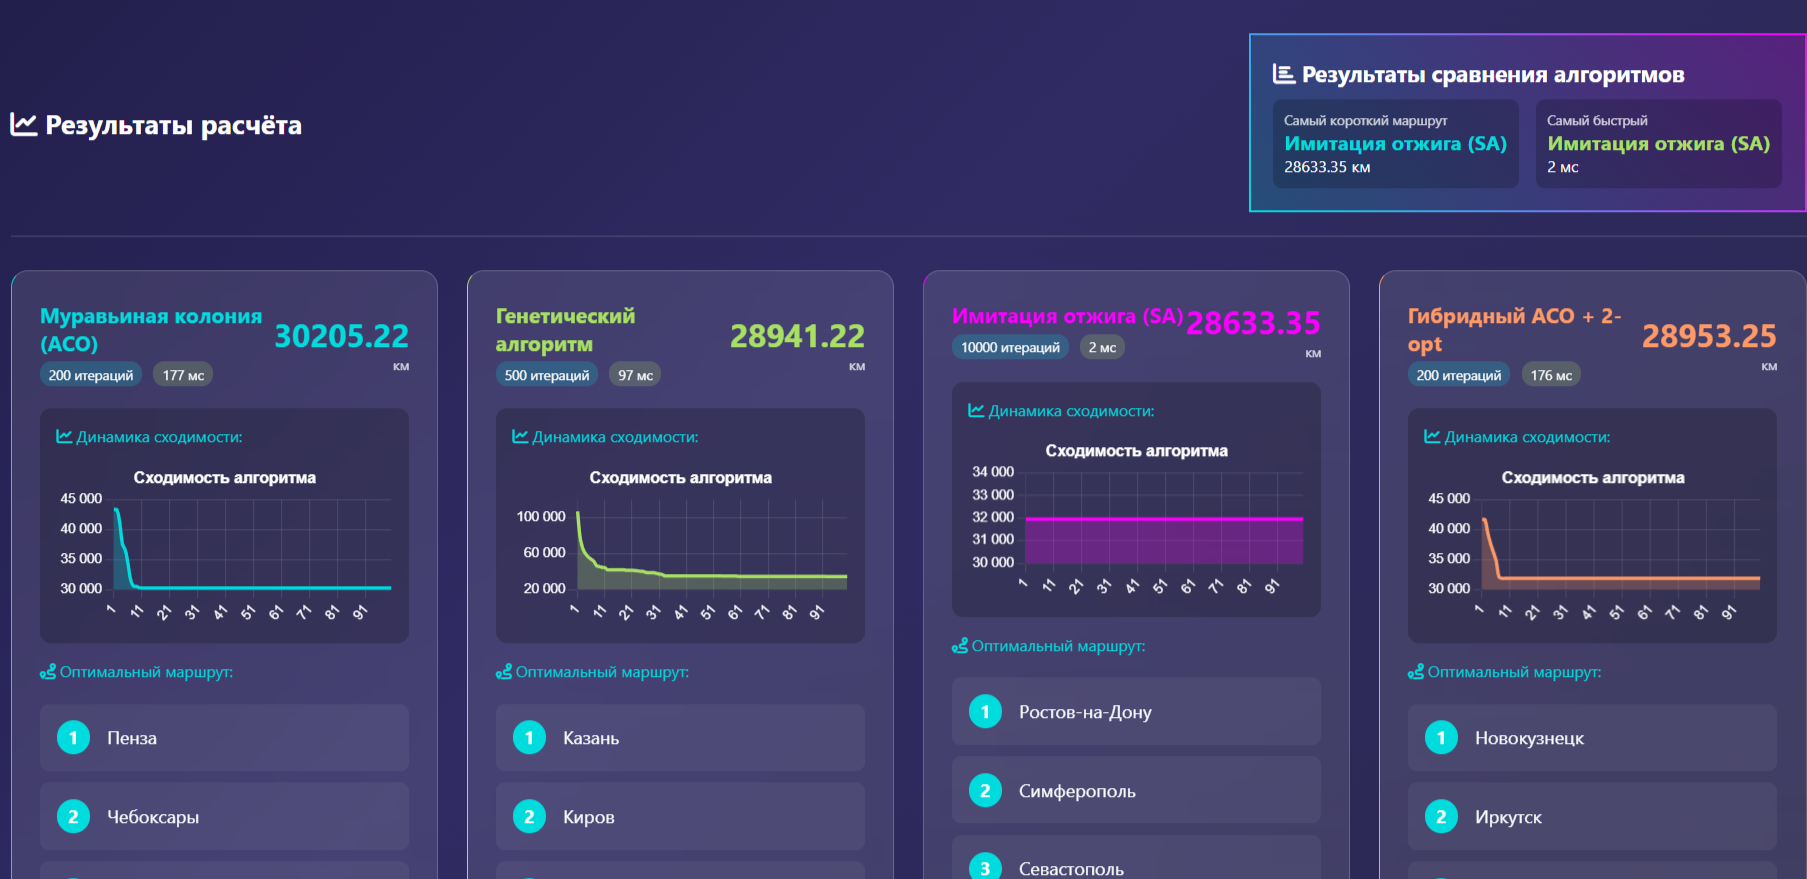 Результаты расчёта
Результаты сравнения алгоритмов
Самый короткий маршрут
Имитация отжига (SA)
28633.35 км
Самый быстрый
Имитация отжига (SA)
2 мс
Муравьиная колония
(ACO)
30205.22
км
200 итераций
177 мс
Динамика сходимости:
Сходимость алгоритма
45 000
40 000
35 000
30 000
1 11 21 31 41 51 61 71 81 91
Оптимальный маршрут:
1 Пенза
2 Чебоксары
Генетический
алгоритм
28941.22
км
500 итераций
97 мс
Динамика сходимости:
Сходимость алгоритма
100 000
60 000
20 000
1 11 21 31 41 51 61 71 81 91
Оптимальный маршрут:
1 Казань
2 Киров
Имитация отжига (SA)
28633.35
км
10000 итераций
2 мс
Динамика сходимости:
Сходимость алгоритма
34 000
33 000
32 000
31 000
30 000
1 11 21 31 41 51 61 71 81 91
Оптимальный маршрут:
1 Ростов-на-Дону
2 Симферополь
3 Севастополь
Гибридный ACO + 2-
opt
28953.25
км
200 итераций
176 мс
Динамика сходимости:
Сходимость алгоритма
45 000
40 000
35 000
30 000
1 11 21 31 41 51 61 71 81 91
Оптимальный маршрут:
1 Новокузнецк
2 Иркутск